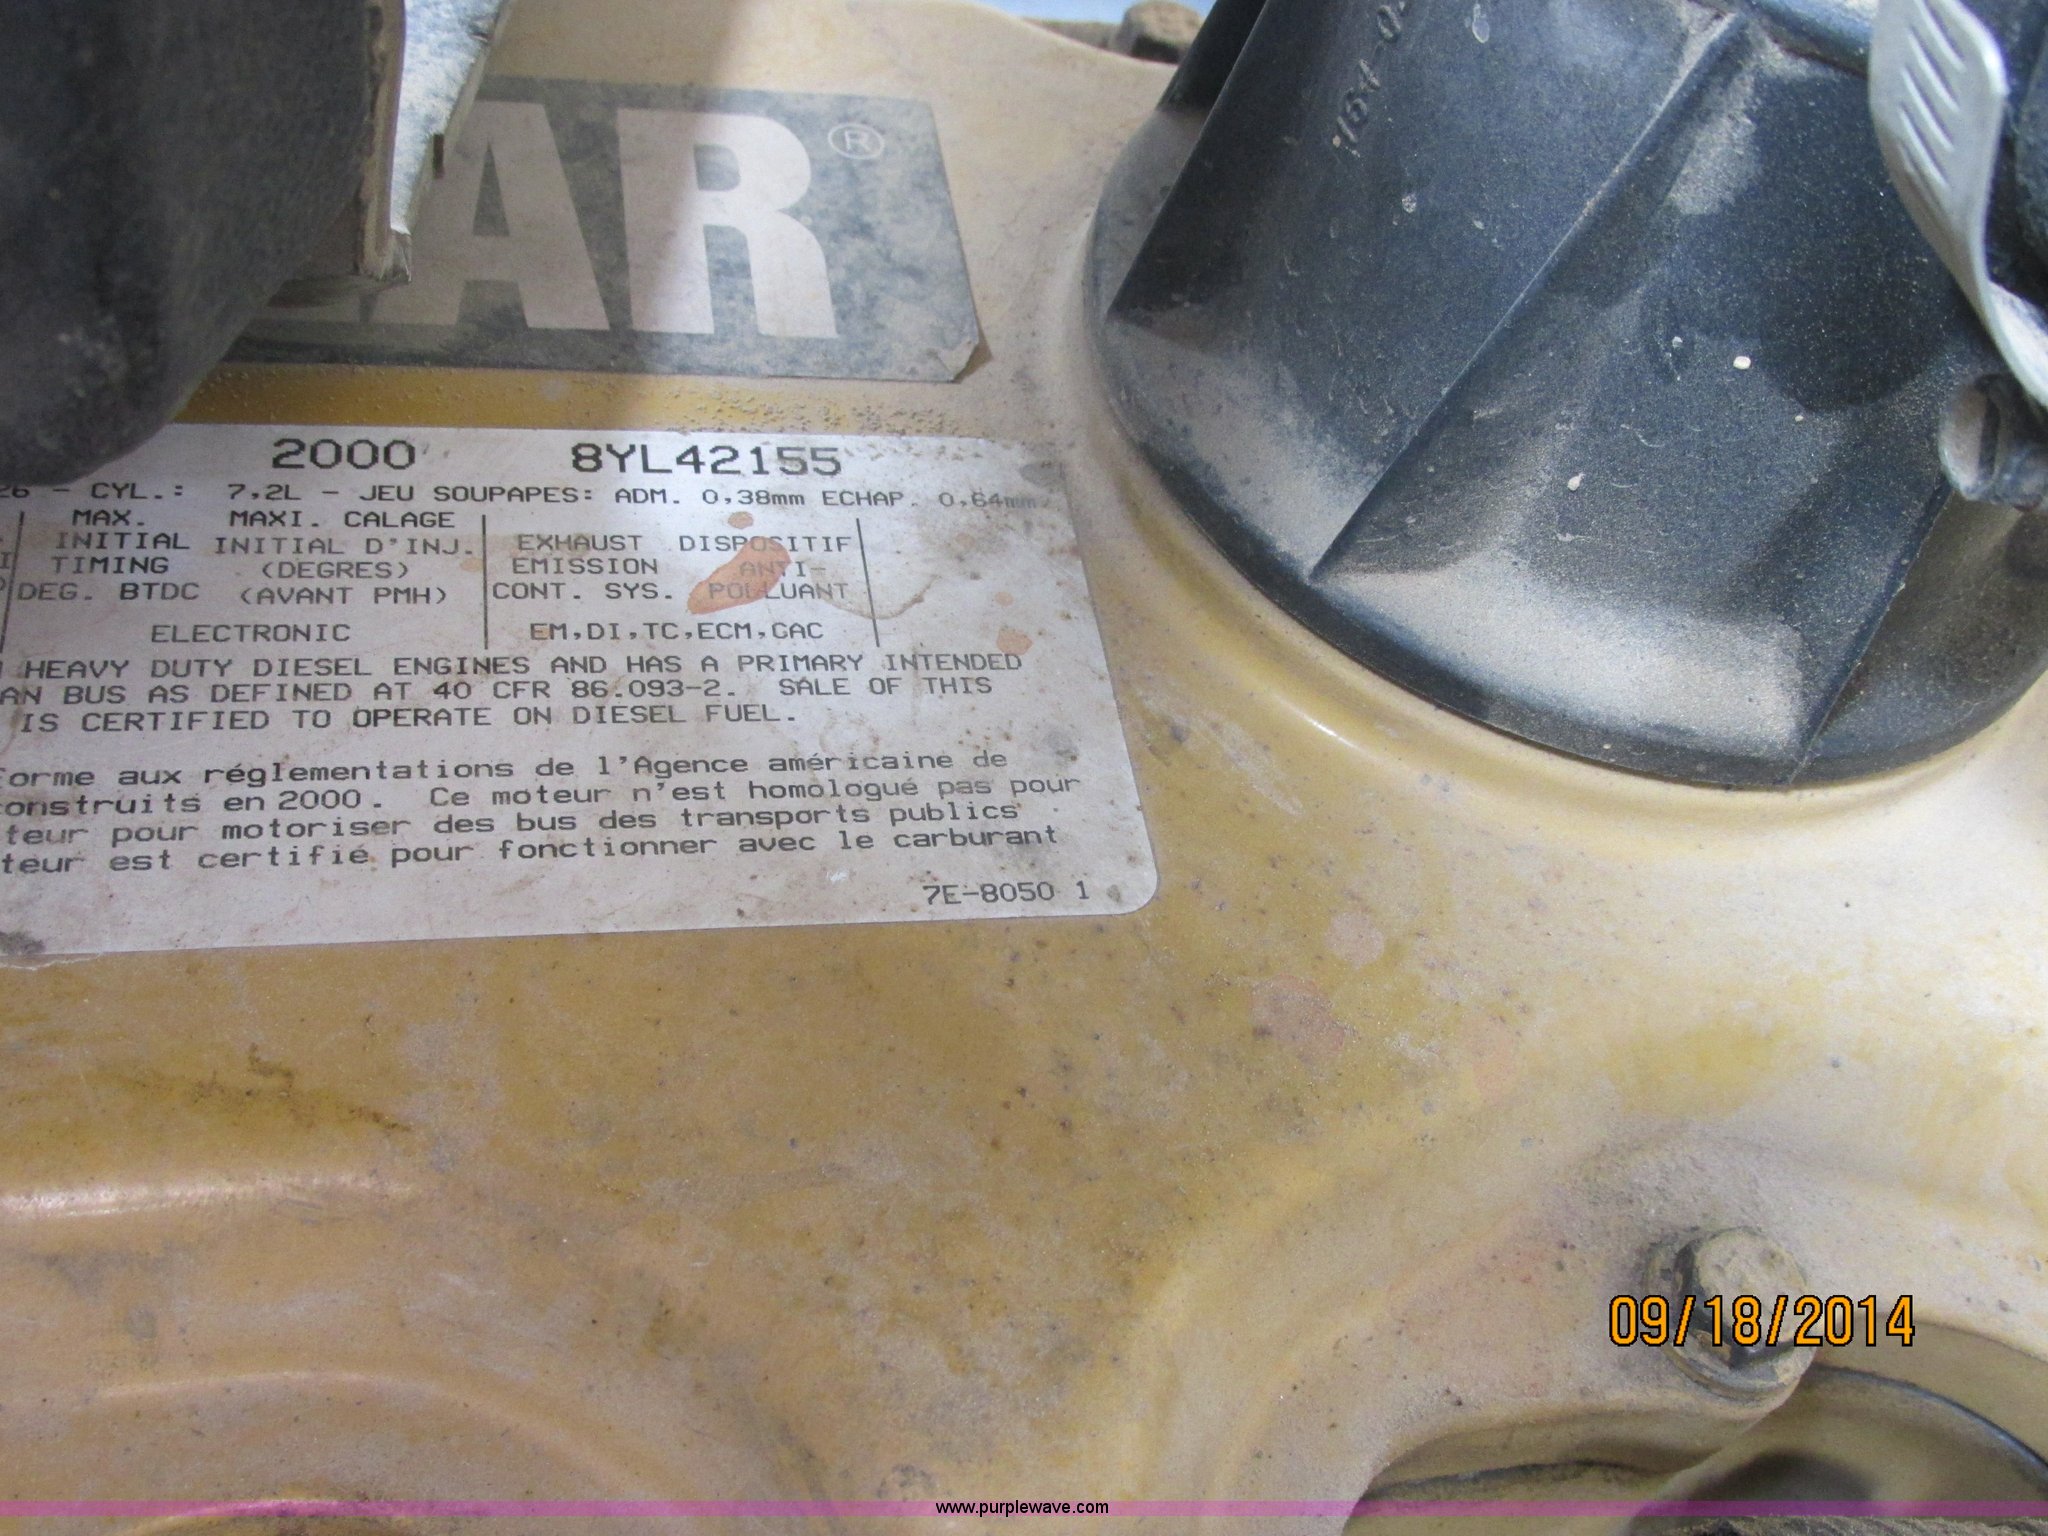 AR®
164-0
2000 8YL42155
26 - CYL.: 7,2L - JEU SOUPAPES: ADM. 0,38mm ECHAP. 0,64mm
MAX. MAXI. CALAGE
INITIAL INITIAL D'INJ. EXHAUST DISPOSITIF
TIMING (DEGRES) EMISSION ANTI-
DEG. BTDC (AVANT PMH) CONT. SYS. POLLUANT
ELECTRONIC EM,DI,TC,ECM,CAC
HEAVY DUTY DIESEL ENGINES AND HAS A PRIMARY INTENDED
AN BUS AS DEFINED AT 40 CFR 86.093-2. SALE OF THIS
IS CERTIFIED TO OPERATE ON DIESEL FUEL.
forme aux réglementations de l'Agence américaine de
construits en 2000. Ce moteur n'est homologué pas pour
teur pour motoriser des bus des transports publics
teur est certifié pour fonctionner avec le carburant
7E-8050 1
09/18/2014
www.purplewave.com